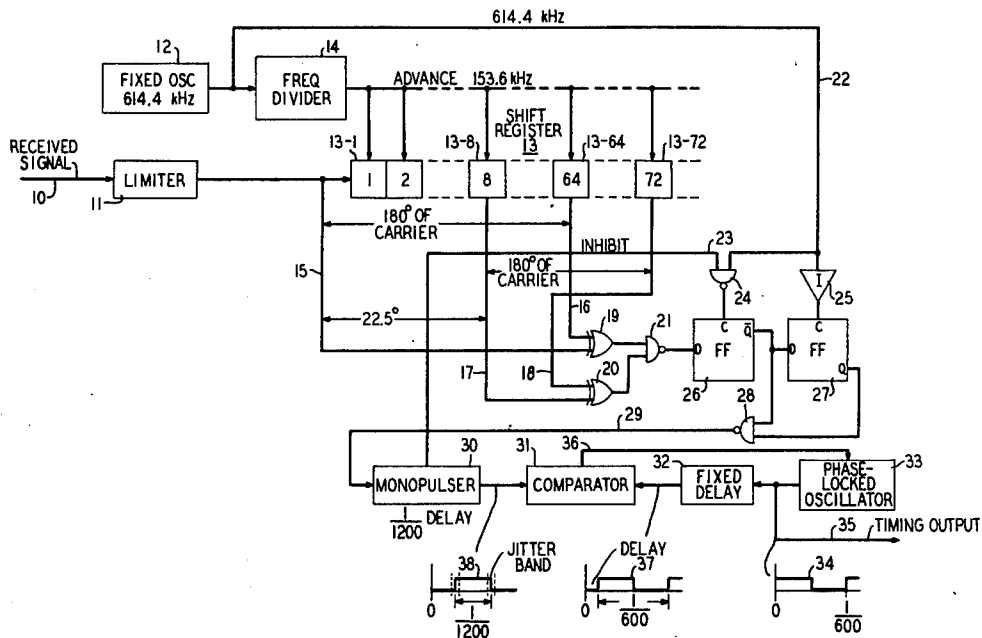 614.4 kHz
12
14
FIXED OSC
614.4 kHz
FREQ
DIVIDER
ADVANCE 153.6 kHz
22
SHIFT
REGISTER
13
13-1
13-8
13-64
13-72
RECEIVED
SIGNAL
10
LIMITER
11
1
2
8
64
72
180° OF
CARRIER
INHIBIT
23
15
180° OF
CARRIER
24
I
25
22.5°
16
19
21
C
FF
Q̅
D
26
C
FF
Q
D
27
17
18
20
28
29
30
31
36
32
33
MONOPULSER
COMPARATOR
FIXED
DELAY
PHASE-
LOCKED
OSCILLATOR
1/1200 DELAY
35
TIMING OUTPUT
38
JITTER
BAND
DELAY
37
34
0
1/1200
0
1/600
0
1/600